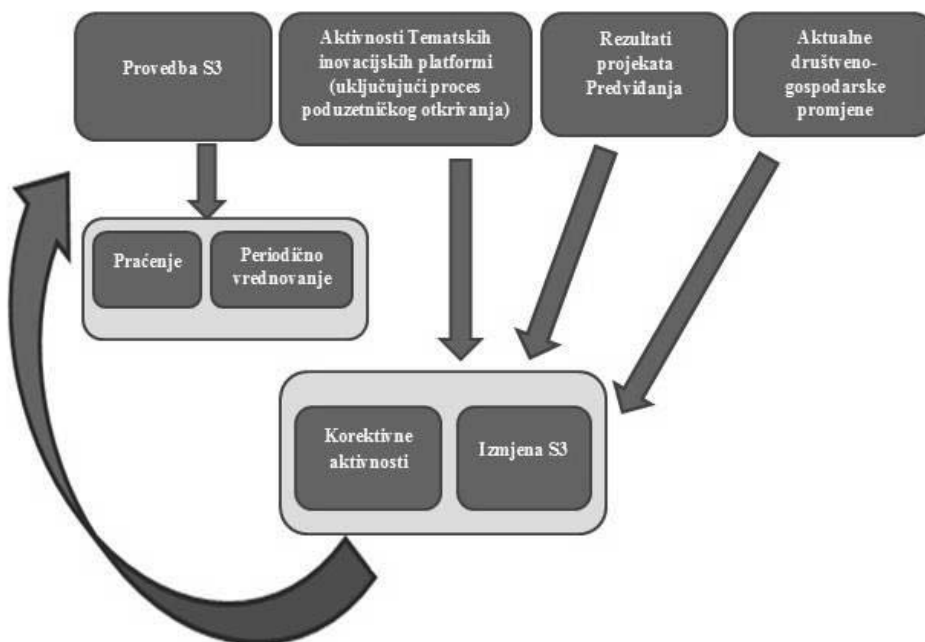 Provedba S3
Aktivnosti Tematskih
inovacijskih platformi
(uključujući proces
poduzetničkog otkrivanja)
Rezultati
projekata
Predviđanja
Aktualne
društveno-
gospodarske
promjene
Praćenje
Periodično
vrednovanje
Korektivne
aktivnosti
Izmjena S3